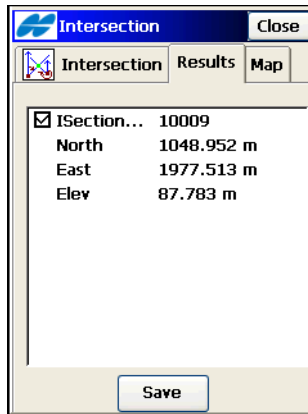 Intersection Close
Intersection Results Map
ISection... 10009
North 1048.952 m
East 1977.513 m
Elev 87.783 m
Save